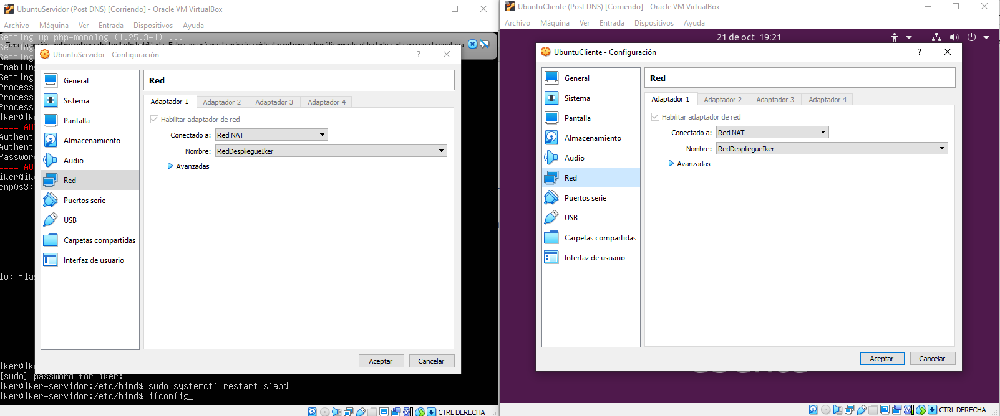 UbuntuServidor (Post DNS) [Corriendo] - Oracle VM VirtualBox
Archivo Máquina Ver Entrada Dispositivos Ayuda
Setting up php-monolog (1.25.3-1) ...
Tiene la opción autocaptura de teclado habilitada. Esto causará que la máquina virtual capture automáticamente el teclado cada vez que la ventana
Setting
UbuntuServidor - Configuración
?
Setting
Enablin
Setting
Process
Process
Process
iker@ik
==== AU
Authent
Authent
Password
==== AU
iker@ik
enp0s3:
lo: fla
General
Sistema
Pantalla
Almacenamiento
Audio
Red
Puertos serie
USB
Carpetas compartidas
Interfaz de usuario
Red
Adaptador 1 Adaptador 2 Adaptador 3 Adaptador 4
Habilitar adaptador de red
Conectado a: Red NAT
Nombre: RedDespliegueIker
Avanzadas
Aceptar Cancelar
iker@ik
[sudo] password for iker:
iker@iker-servidor:/etc/bind$ sudo systemctl restart slapd
iker@iker-servidor:/etc/bind$ ifconfig_
CTRL DERECHA
UbuntuCliente (Post DNS) [Corriendo] - Oracle VM VirtualBox
Archivo Máquina Ver Entrada Dispositivos Ayuda
21 de oct 19:21
UbuntuCliente - Configuración
?
General
Sistema
Pantalla
Almacenamiento
Audio
Red
Puertos serie
USB
Carpetas compartidas
Interfaz de usuario
Red
Adaptador 1 Adaptador 2 Adaptador 3 Adaptador 4
Habilitar adaptador de red
Conectado a: Red NAT
Nombre: RedDespliegueIker
Avanzadas
Aceptar Cancelar
CTRL DERECHA